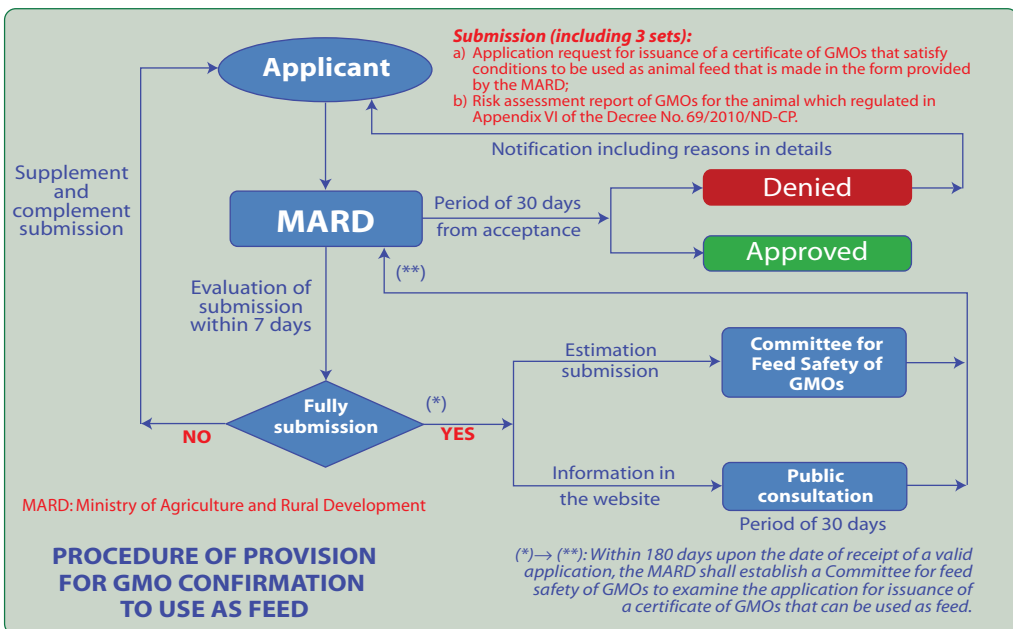 Submission (including 3 sets):
a) Application request for issuance of a certificate of GMOs that satisfy
conditions to be used as animal feed that is made in the form provided
by the MARD;
b) Risk assessment report of GMOs for the animal which regulated in
Appendix VI of the Decree No. 69/2010/ND-CP.
Applicant
Notification including reasons in details
Supplement
and
complement
submission
Denied
MARD
Period of 30 days
from acceptance
Approved
(**)
Evaluation of
submission
within 7 days
Estimation
submission
Committee for
Feed Safety of
GMOs
Fully
submission
(*)
NO
YES
Information in
the website
Public
consultation
Period of 30 days
MARD: Ministry of Agriculture and Rural Development
PROCEDURE OF PROVISION
FOR GMO CONFIRMATION
TO USE AS FEED
(*)→ (**): Within 180 days upon the date of receipt of a valid
application, the MARD shall establish a Committee for feed
safety of GMOs to examine the application for issuance of
a certificate of GMOs that can be used as feed.